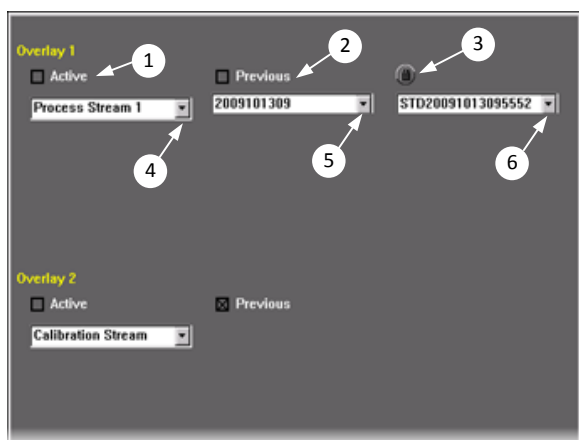 Overlay 1
1
2
3
Active
Previous
Process Stream 1
2009101309
STD20091013095552
4
5
6
Overlay 2
Active
Previous
Calibration Stream